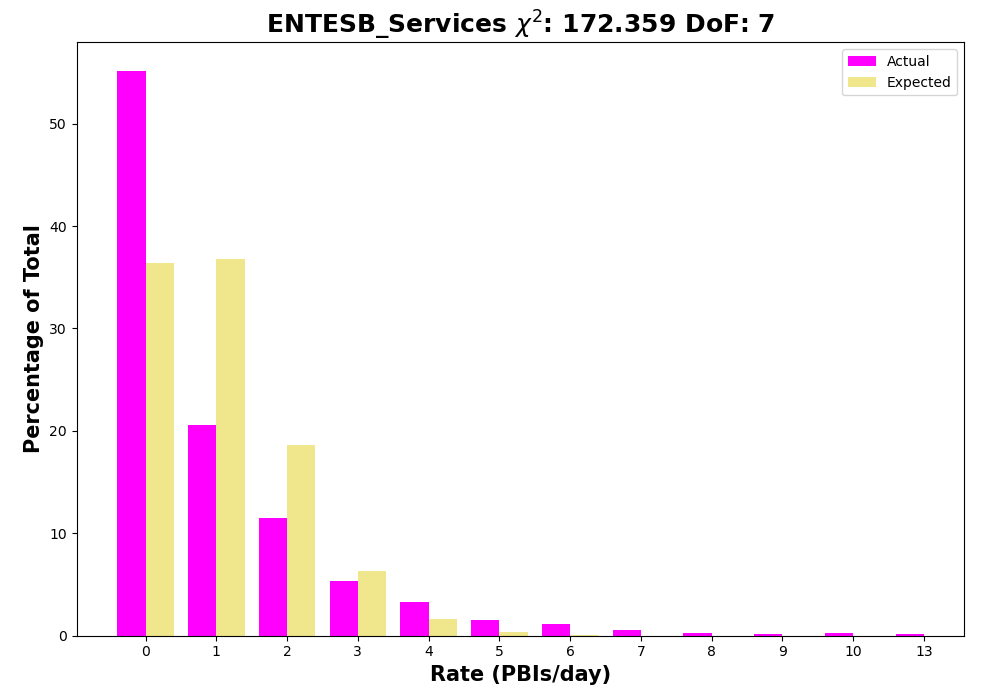 ENTESB_Services χ²: 172.359 DoF: 7
Actual
Expected
Percentage of Total
50
40
30
20
10
0
0 1 2 3 4 5 6 7 8 9 10 13
Rate (PBIs/day)